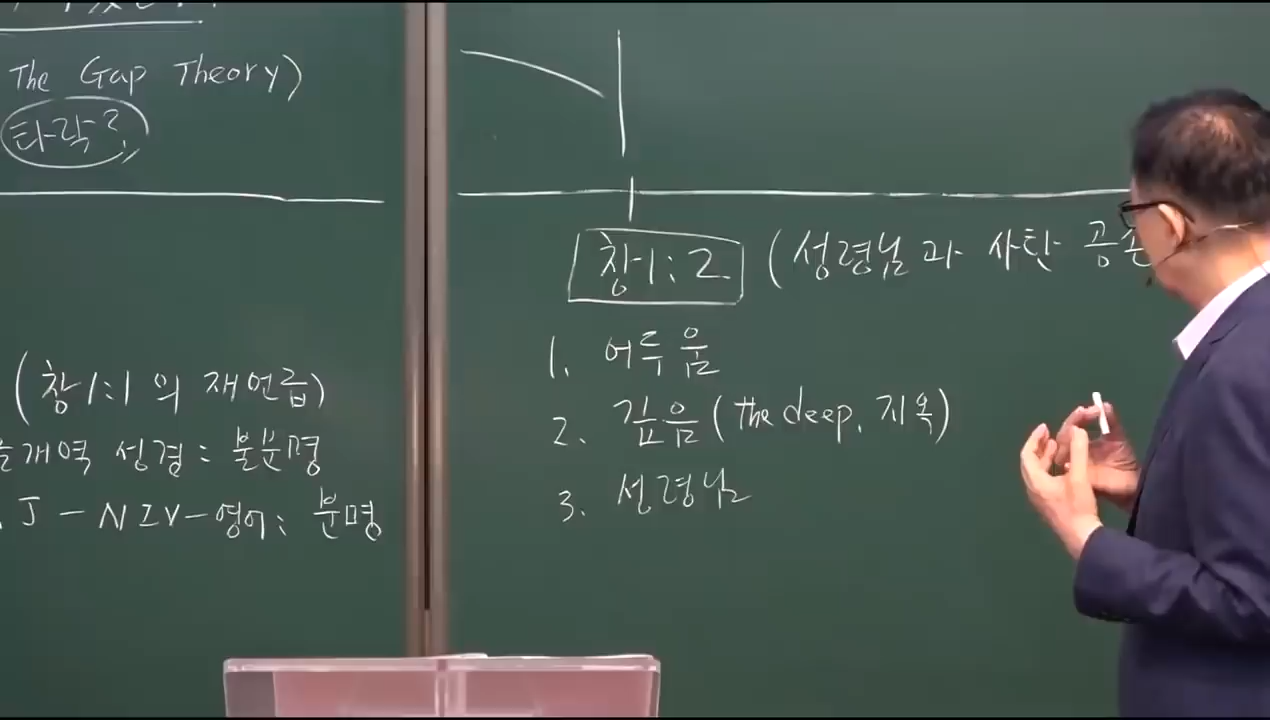 The Gap Theory)
타락?
(창1:1의 재언급)
개역 성경: 불분명
J - NIV - 영어: 분명
창1:2 (성령님과 사탄 공존
1. 어두움
2. 깊음 (the deep, 지옥)
3. 성령님